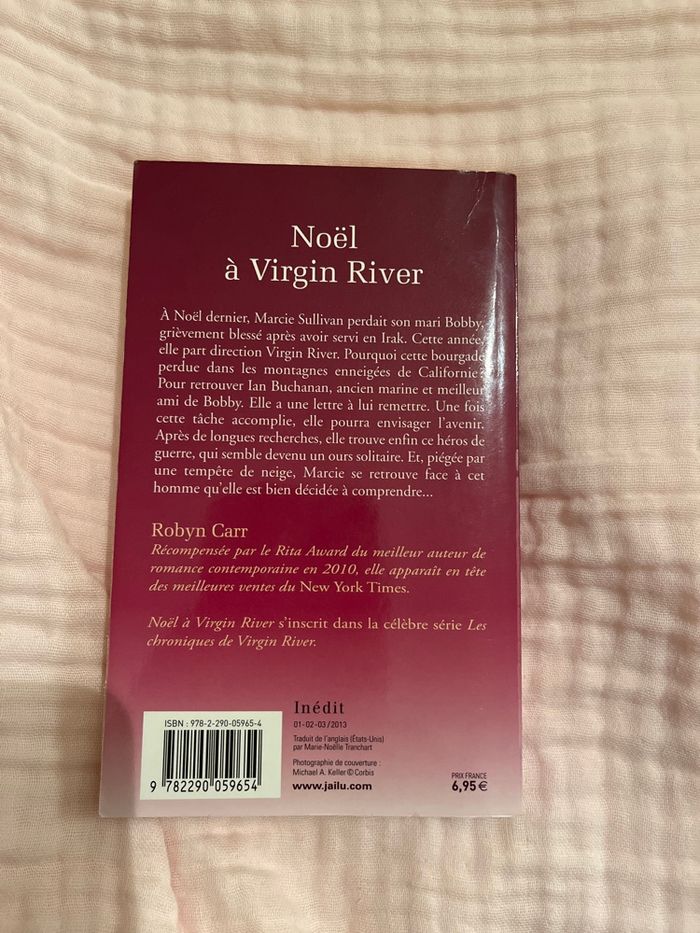 Noël
à Virgin River
À Noël dernier, Marcie Sullivan perdait son mari Bobby,
grièvement blessé après avoir servi en Irak. Cette année,
elle part direction Virgin River. Pourquoi cette bourgade
perdue dans les montagnes enneigées de Californie?
Pour retrouver Ian Buchanan, ancien marine et meilleur
ami de Bobby. Elle a une lettre à lui remettre. Une fois
cette tâche accomplie, elle pourra envisager l'avenir.
Après de longues recherches, elle trouve enfin ce héros de
guerre, qui semble devenu un ours solitaire. Et, piégée par
une tempête de neige, Marcie se retrouve face à cet
homme qu'elle est bien décidée à comprendre...
Robyn Carr
Récompensée par le Rita Award du meilleur auteur de
romance contemporaine en 2010, elle apparaît en tête
des meilleures ventes du New York Times.
Noël à Virgin River s'inscrit dans la célèbre série Les
chroniques de Virgin River.
Inédit
01-02-03/2013
Traduit de l'anglais (États-Unis)
par Marie-Noëlle Tranchart
Photographie de couverture :
Michael A. Keller © Corbis
www.jailu.com
ISBN : 978-2-290-05965-4
9 782290 059654
PRIX FRANCE
6,95 €